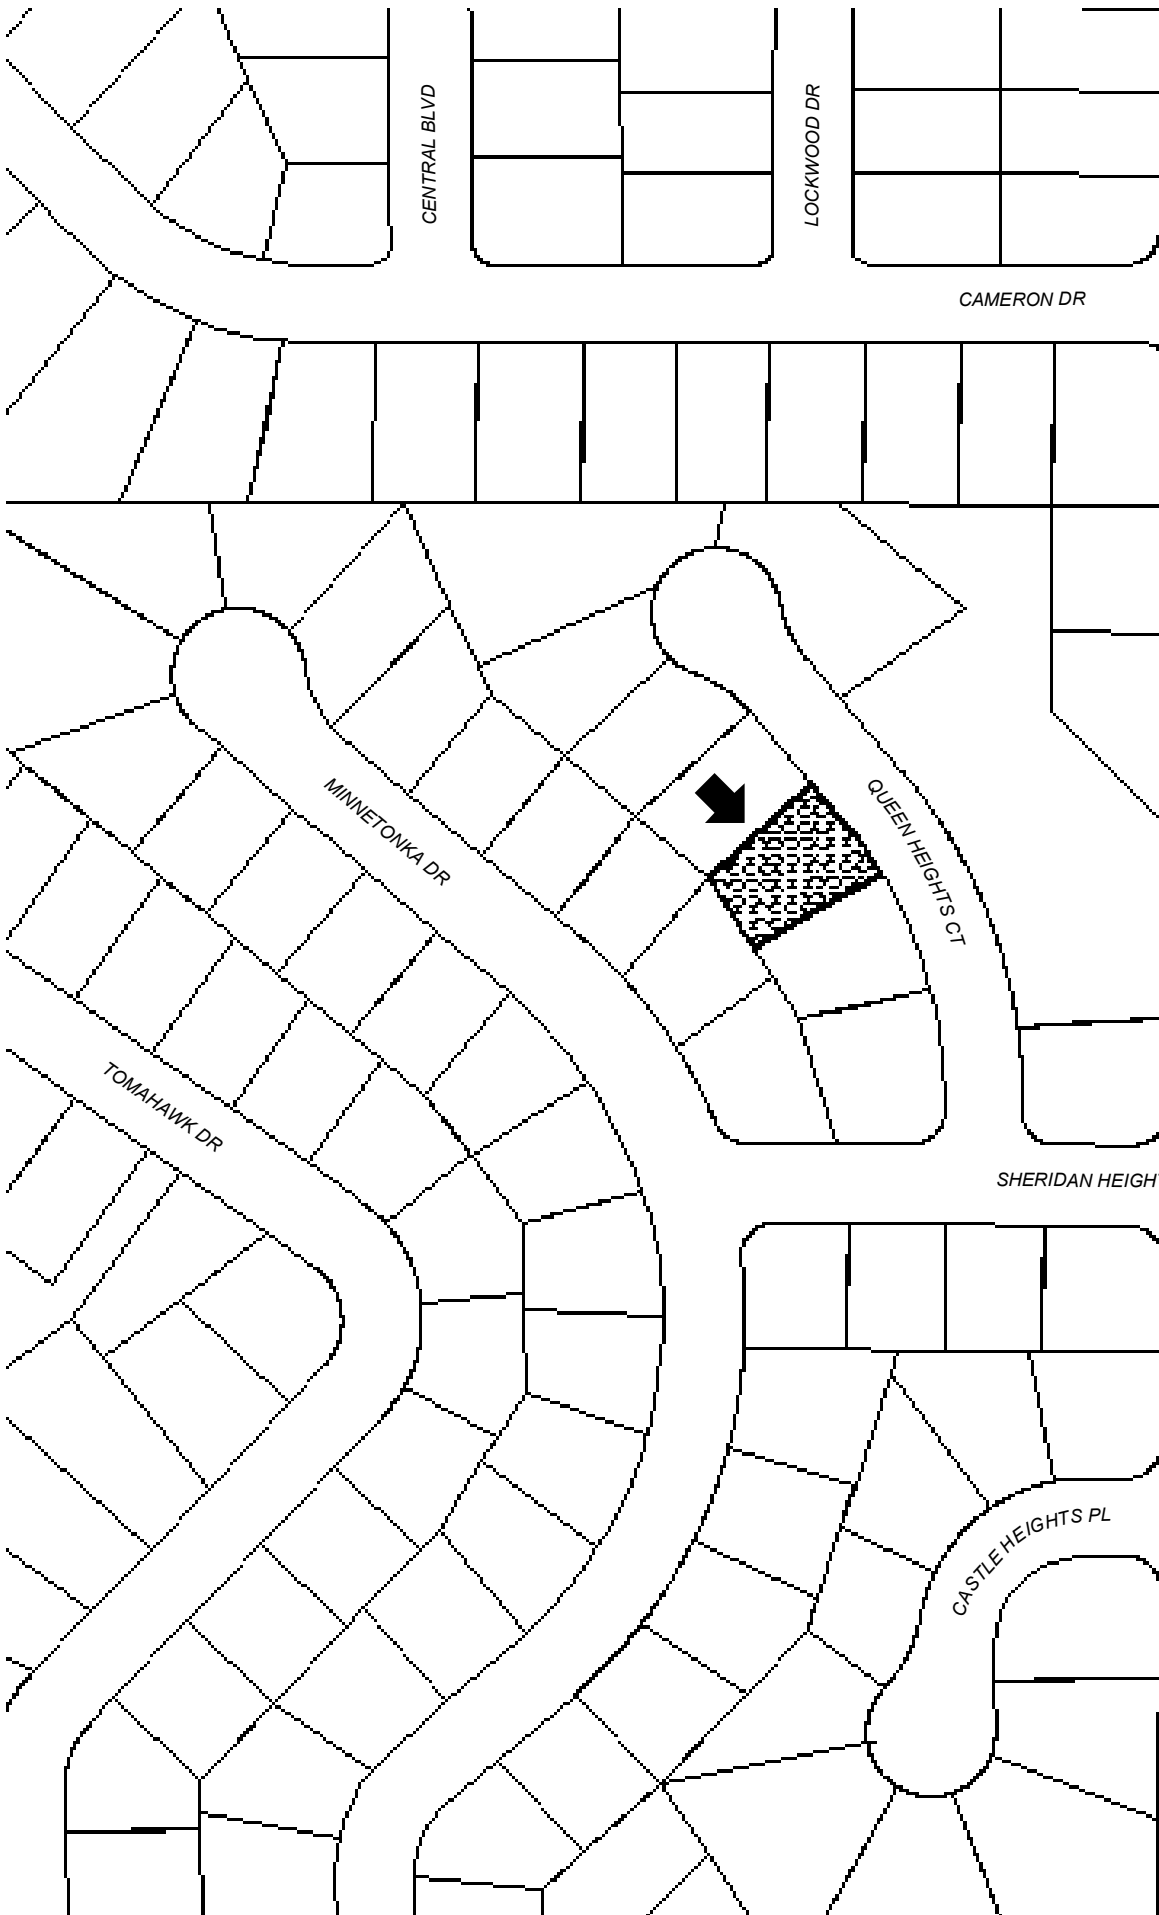 CENTRAL BLVD
LOCKWOOD DR
CAMERON DR
MINNETONKA DR
QUEEN HEIGHTS CT
TOMAHAWK DR
SHERIDAN HEIGH
CASTLE HEIGHTS PL